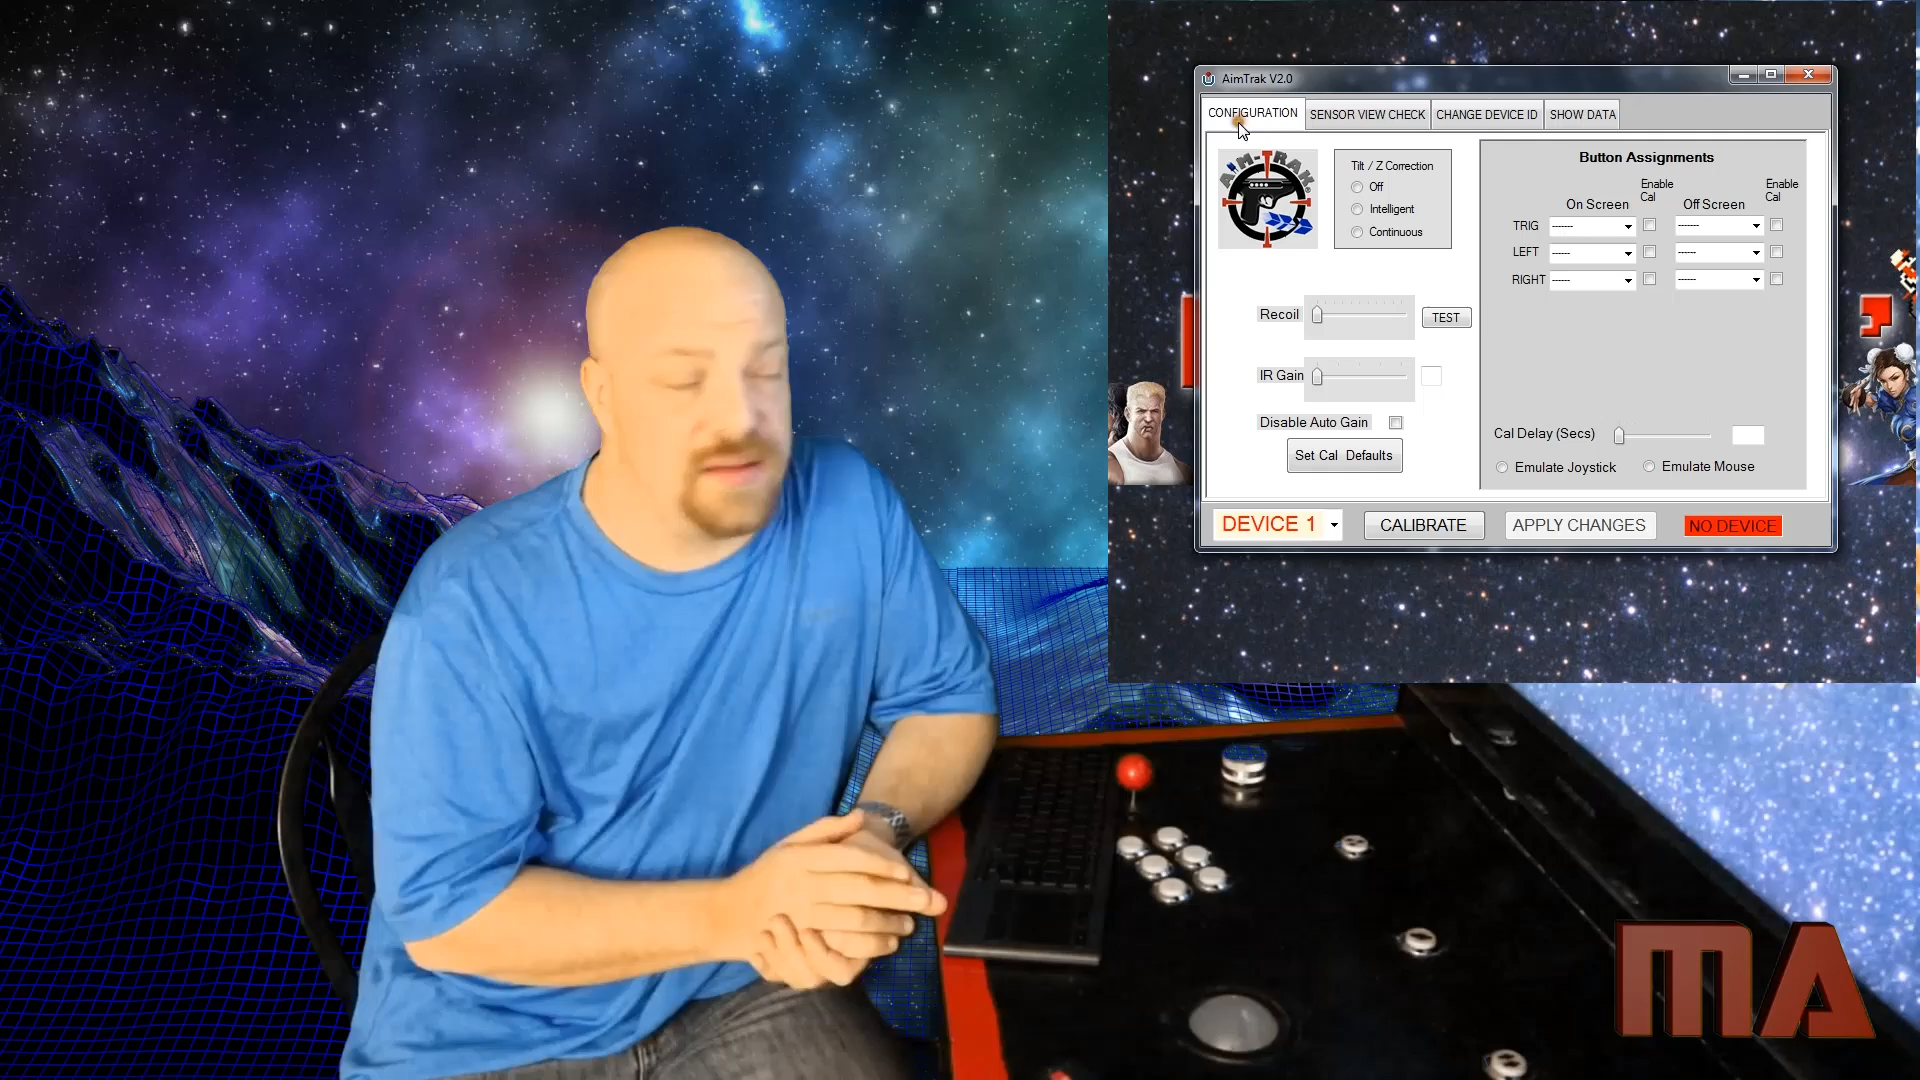 AimTrak V2.0
CONFIGURATION
SENSOR VIEW CHECK
CHANGE DEVICE ID
SHOW DATA
AIM-TRAK
Tilt / Z Correction
Off
Intelligent
Continuous
Button Assignments
Enable
Cal
Enable
Cal
On Screen
Off Screen
TRIG
LEFT
RIGHT
Recoil
TEST
IR Gain
Disable Auto Gain
Set Cal Defaults
Cal Delay (Secs)
Emulate Joystick
Emulate Mouse
DEVICE 1
CALIBRATE
APPLY CHANGES
NO DEVICE
MA